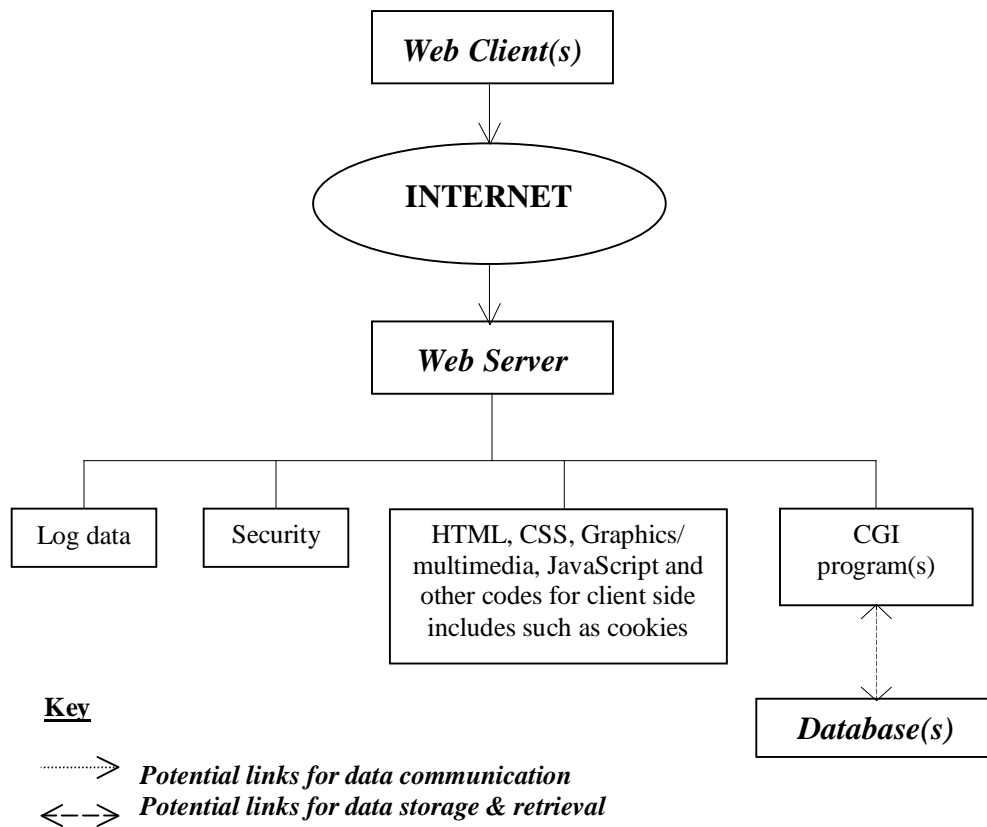 Web Client(s)
INTERNET
Web Server
Log data
Security
HTML, CSS, Graphics/
multimedia, JavaScript and
other codes for client side
includes such as cookies
CGI
program(s)
Database(s)
Key
Potential links for data communication
Potential links for data storage & retrieval